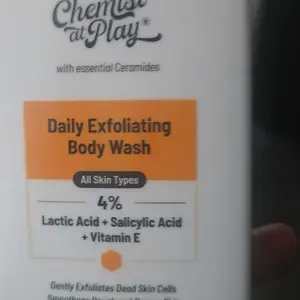 Chemist
at Play®
with essential Ceramides
Daily Exfoliating
Body Wash
All Skin Types
4%
Lactic Acid + Salicylic Acid
+ Vitamin E
Gently Exfoliates Dead Skin Cells